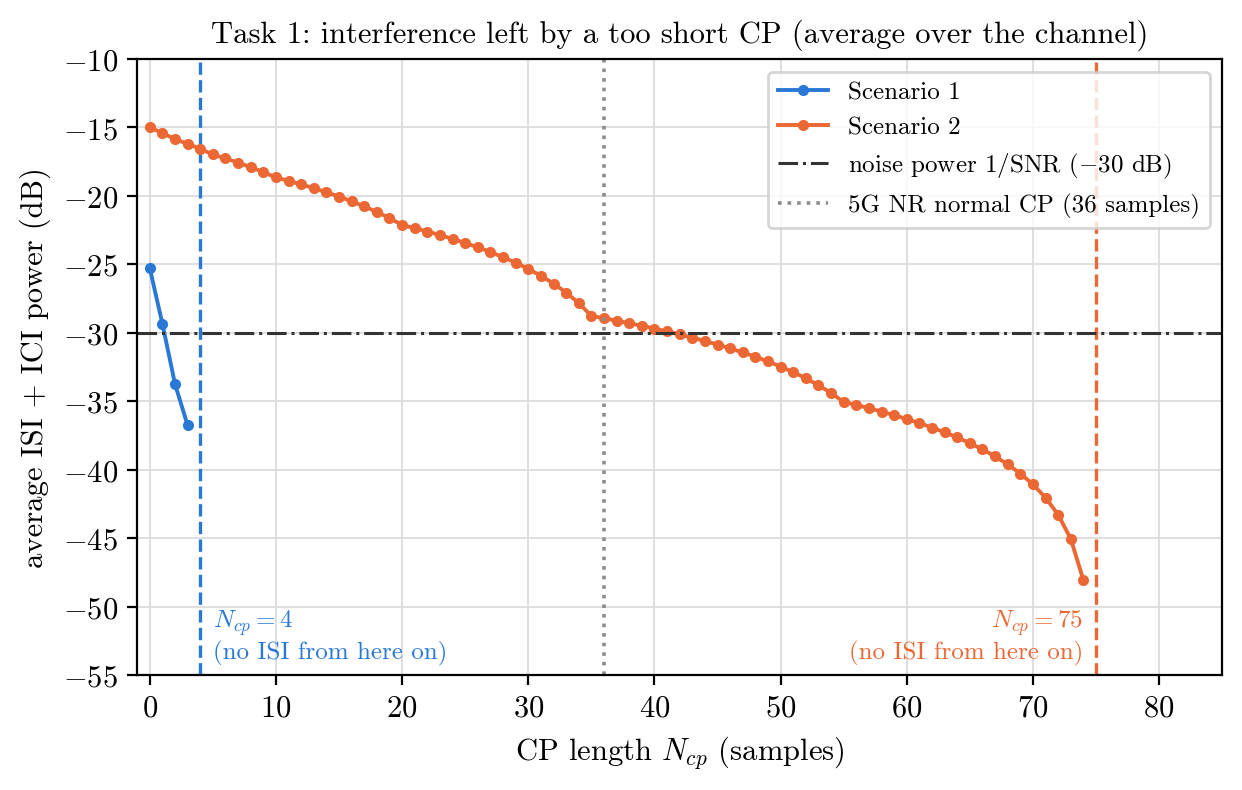 Task 1: interference left by a too short CP (average over the channel)
average ISI + ICI power (dB)
−10
−15
−20
−25
−30
−35
−40
−45
−50
−55
Scenario 1
Scenario 2
noise power 1/SNR (−30 dB)
5G NR normal CP (36 samples)
N_cp = 4
(no ISI from here on)
N_cp = 75
(no ISI from here on)
0 10 20 30 40 50 60 70 80
CP length N_cp (samples)